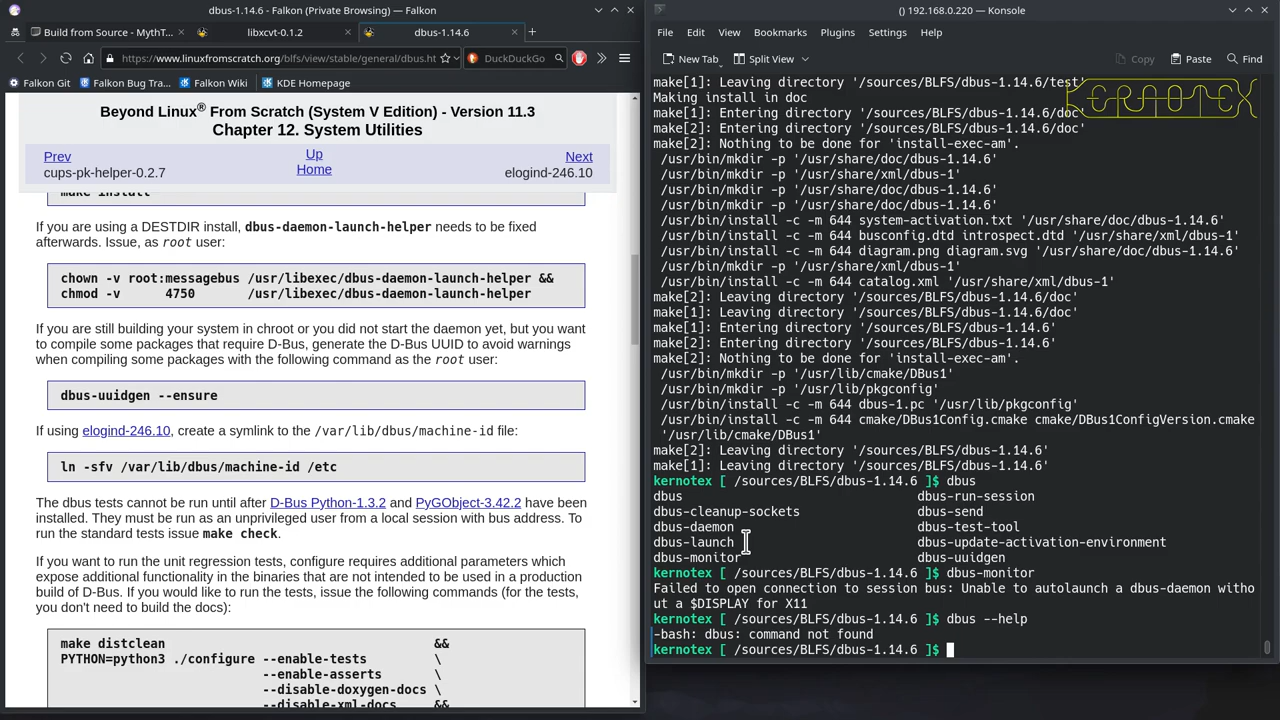 dbus-1.14.6 - Falkon (Private Browsing) — Falkon
Build from Source - MythT...
libxcvt-0.1.2
dbus-1.14.6
https://www.linuxfromscratch.org/blfs/view/stable/general/dbus.ht
DuckDuckGo
Falkon Git
Falkon Bug Tra...
Falkon Wiki
KDE Homepage
Beyond Linux® From Scratch (System V Edition) - Version 11.3
Chapter 12. System Utilities
Prev
Up
Next
cups-pk-helper-0.2.7
Home
elogind-246.10
make install
If you are using a DESTDIR install, dbus-daemon-launch-helper needs to be fixed
afterwards. Issue, as root user:
chown -v root:messagebus /usr/libexec/dbus-daemon-launch-helper &&
chmod -v      4750       /usr/libexec/dbus-daemon-launch-helper
If you are still building your system in chroot or you did not start the daemon yet, but you want
to compile some packages that require D-Bus, generate the D-Bus UUID to avoid warnings
when compiling some packages with the following command as the root user:
dbus-uuidgen --ensure
If using elogind-246.10, create a symlink to the /var/lib/dbus/machine-id file:
ln -sfv /var/lib/dbus/machine-id /etc
The dbus tests cannot be run until after D-Bus Python-1.3.2 and PyGObject-3.42.2 have been
installed. They must be run as an unprivileged user from a local session with bus address. To
run the standard tests issue make check.
If you want to run the unit regression tests, configure requires additional parameters which
expose additional functionality in the binaries that are not intended to be used in a production
build of D-Bus. If you would like to run the tests, issue the following commands (for the tests,
you don't need to build the docs):
make distclean                     &&
PYTHON=python3 ./configure --enable-tests         \
--enable-asserts       \
--disable-doxygen-docs \
--disable-xml-docs     &&
() 192.168.0.220 — Konsole
File Edit View Bookmarks Plugins Settings Help
New Tab
Split View
Copy
Paste
Find
KERNOTEX
make[1]: Leaving directory '/sources/BLFS/dbus-1.14.6/test'
Making install in doc
make[1]: Entering directory '/sources/BLFS/dbus-1.14.6/doc'
make[2]: Entering directory '/sources/BLFS/dbus-1.14.6/doc'
make[2]: Nothing to be done for 'install-exec-am'.
/usr/bin/mkdir -p '/usr/share/doc/dbus-1.14.6'
/usr/bin/mkdir -p '/usr/share/xml/dbus-1'
/usr/bin/mkdir -p '/usr/share/doc/dbus-1.14.6'
/usr/bin/mkdir -p '/usr/share/doc/dbus-1.14.6'
/usr/bin/install -c -m 644 system-activation.txt '/usr/share/doc/dbus-1.14.6'
/usr/bin/install -c -m 644 busconfig.dtd introspect.dtd '/usr/share/xml/dbus-1'
/usr/bin/install -c -m 644 diagram.png diagram.svg '/usr/share/doc/dbus-1.14.6'
/usr/bin/mkdir -p '/usr/share/xml/dbus-1'
/usr/bin/install -c -m 644 catalog.xml '/usr/share/xml/dbus-1'
make[2]: Leaving directory '/sources/BLFS/dbus-1.14.6/doc'
make[1]: Leaving directory '/sources/BLFS/dbus-1.14.6/doc'
make[1]: Entering directory '/sources/BLFS/dbus-1.14.6'
make[2]: Entering directory '/sources/BLFS/dbus-1.14.6'
make[2]: Nothing to be done for 'install-exec-am'.
/usr/bin/mkdir -p '/usr/lib/cmake/DBus1'
/usr/bin/mkdir -p '/usr/lib/pkgconfig'
/usr/bin/install -c -m 644 dbus-1.pc '/usr/lib/pkgconfig'
/usr/bin/install -c -m 644 cmake/DBus1Config.cmake cmake/DBus1ConfigVersion.cmake
'/usr/lib/cmake/DBus1'
make[2]: Leaving directory '/sources/BLFS/dbus-1.14.6'
make[1]: Leaving directory '/sources/BLFS/dbus-1.14.6'
kernotex [ /sources/BLFS/dbus-1.14.6 ]$ dbus
dbus                              dbus-run-session
dbus-cleanup-sockets              dbus-send
dbus-daemon                       dbus-test-tool
dbus-launch                       dbus-update-activation-environment
dbus-monitor                      dbus-uuidgen
kernotex [ /sources/BLFS/dbus-1.14.6 ]$ dbus-monitor
Failed to open connection to session bus: Unable to autolaunch a dbus-daemon witho
ut a $DISPLAY for X11
kernotex [ /sources/BLFS/dbus-1.14.6 ]$ dbus --help
-bash: dbus: command not found
kernotex [ /sources/BLFS/dbus-1.14.6 ]$